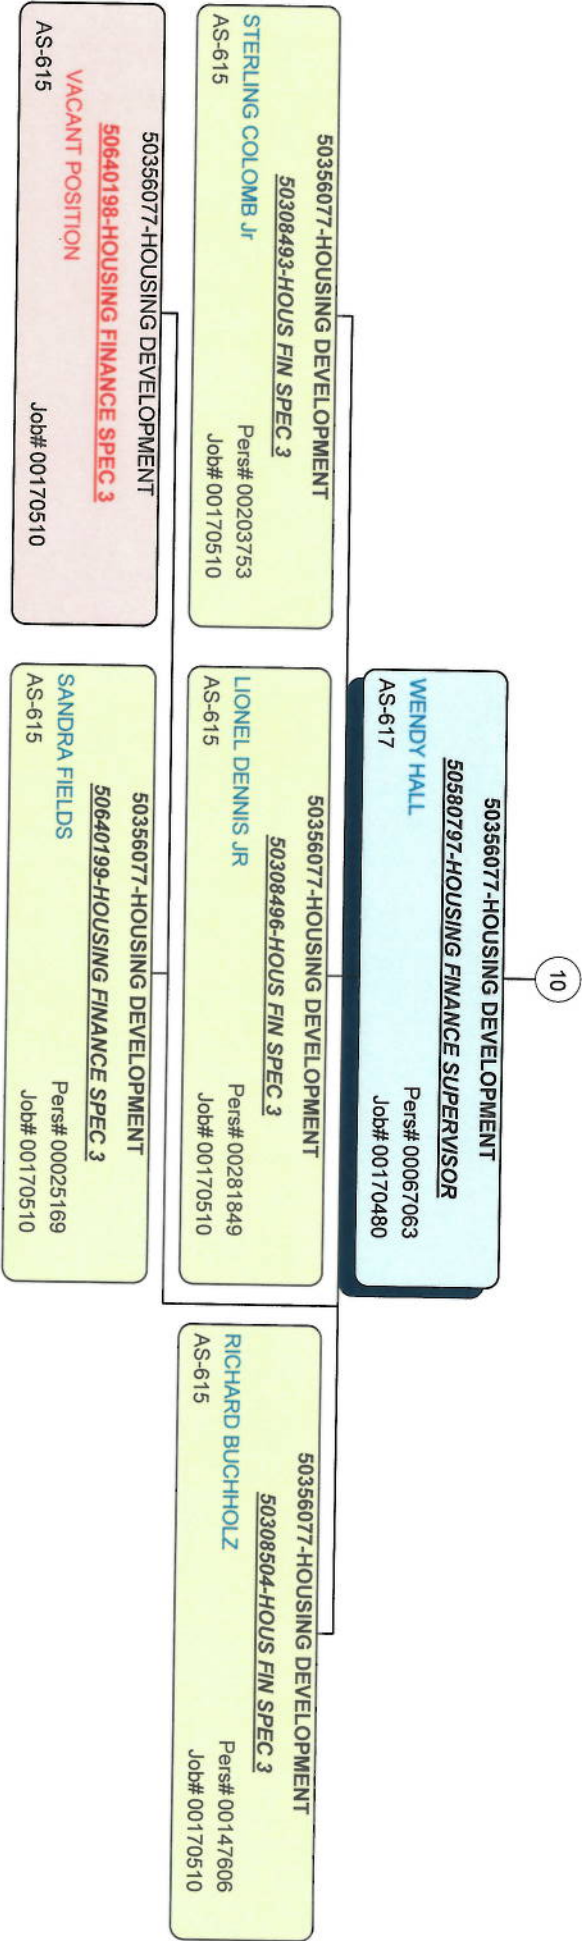 10
50356077-HOUSING DEVELOPMENT
50580797-HOUSING FINANCE SUPERVISOR
WENDY HALL
AS-617
Pers# 00067063
Job# 00170480
50356077-HOUSING DEVELOPMENT
50308493-HOUS FIN SPEC 3
STERLING COLOMB Jr
AS-615
Pers# 00203753
Job# 00170510
50356077-HOUSING DEVELOPMENT
50308496-HOUS FIN SPEC 3
LIONEL DENNIS JR
AS-615
Pers# 00281849
Job# 00170510
50356077-HOUSING DEVELOPMENT
50308504-HOUS FIN SPEC 3
RICHARD BUCHHOLZ
AS-615
Pers# 00147606
Job# 00170510
50356077-HOUSING DEVELOPMENT
50640198-HOUSING FINANCE SPEC 3
VACANT POSITION
AS-615
Job# 00170510
50356077-HOUSING DEVELOPMENT
50640199-HOUSING FINANCE SPEC 3
SANDRA FIELDS
AS-615
Pers# 00025169
Job# 00170510